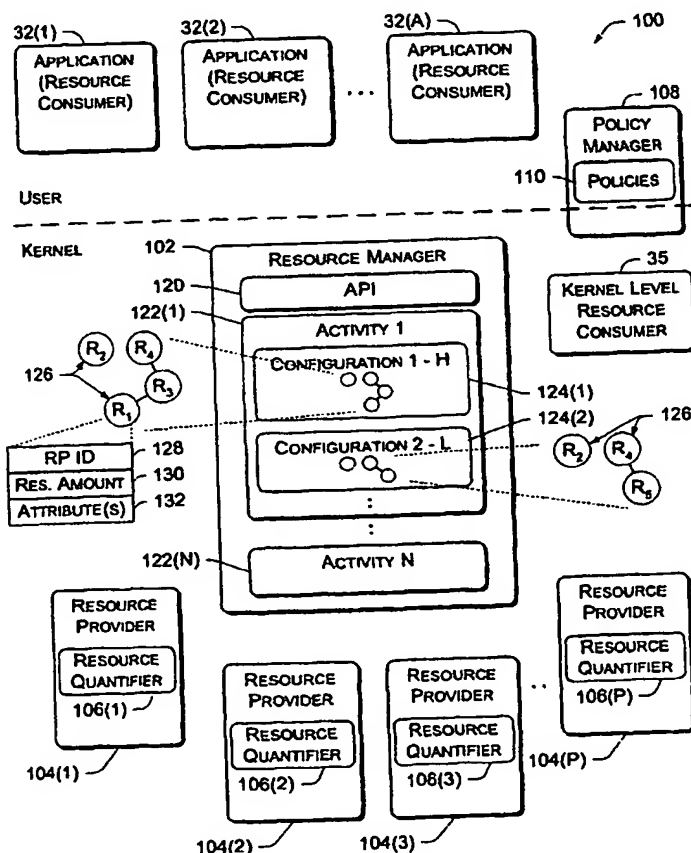 32(1)
32(2)
32(A)
100
APPLICATION
(RESOURCE
CONSUMER)
APPLICATION
(RESOURCE
CONSUMER)
...
APPLICATION
(RESOURCE
CONSUMER)
108
POLICY
MANAGER
110
POLICIES
USER
KERNEL
102
RESOURCE MANAGER
35
120
API
KERNEL LEVEL
RESOURCE
CONSUMER
122(1)
ACTIVITY 1
126
R2
R4
R3
R1
CONFIGURATION 1 - H
124(1)
124(2)
126
CONFIGURATION 2 - L
R2
R4
R5
RP ID
128
RES. AMOUNT
130
ATTRIBUTE(S)
132
122(N)
ACTIVITY N
RESOURCE
PROVIDER
RESOURCE
QUANTIFIER
106(1)
104(1)
RESOURCE
PROVIDER
RESOURCE
QUANTIFIER
106(2)
104(2)
RESOURCE
PROVIDER
RESOURCE
QUANTIFIER
108(3)
104(3)
..
RESOURCE
PROVIDER
RESOURCE
QUANTIFIER
106(P)
104(P)